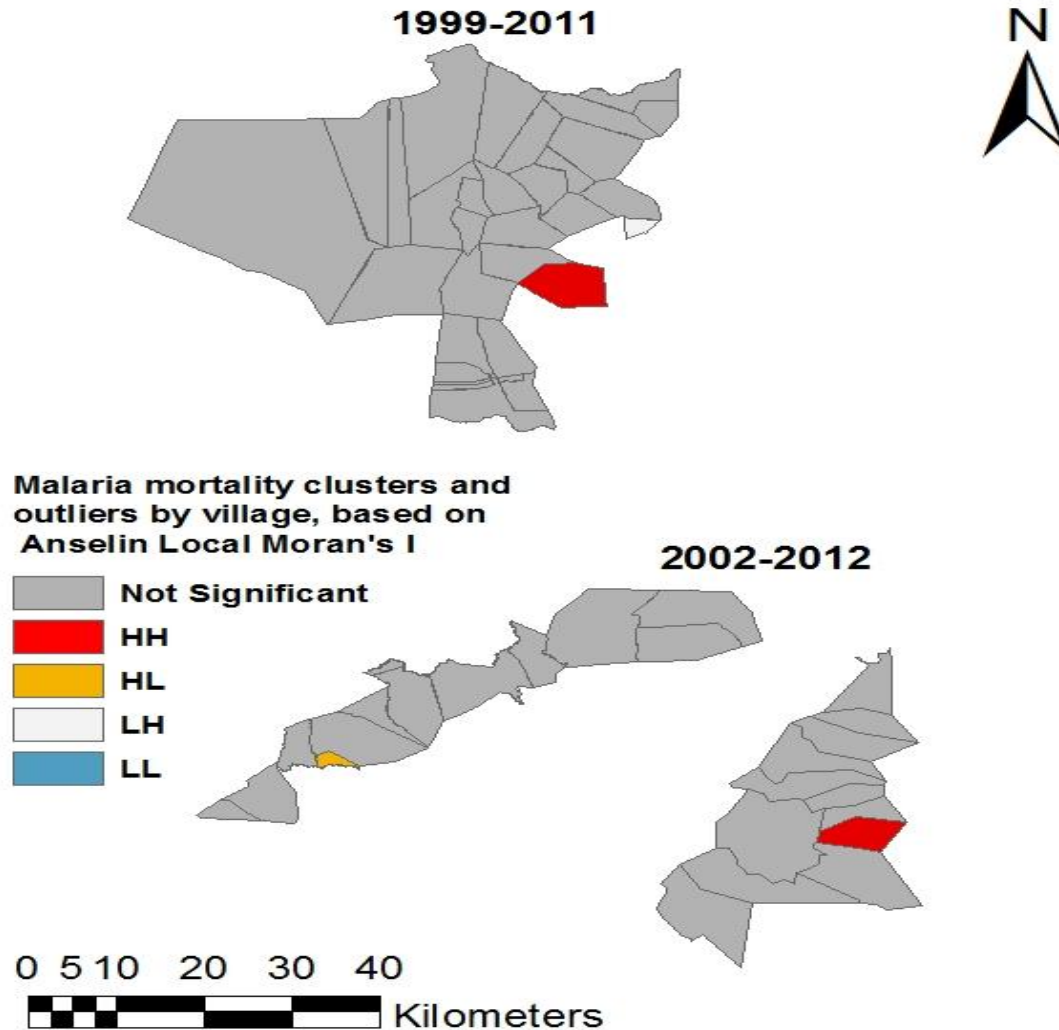 1999-2011
N
Malaria mortality clusters and
outliers by village, based on
Anselin Local Moran's I
Not Significant
HH
HL
LH
LL
2002-2012
0 5 10 20 30 40
Kilometers